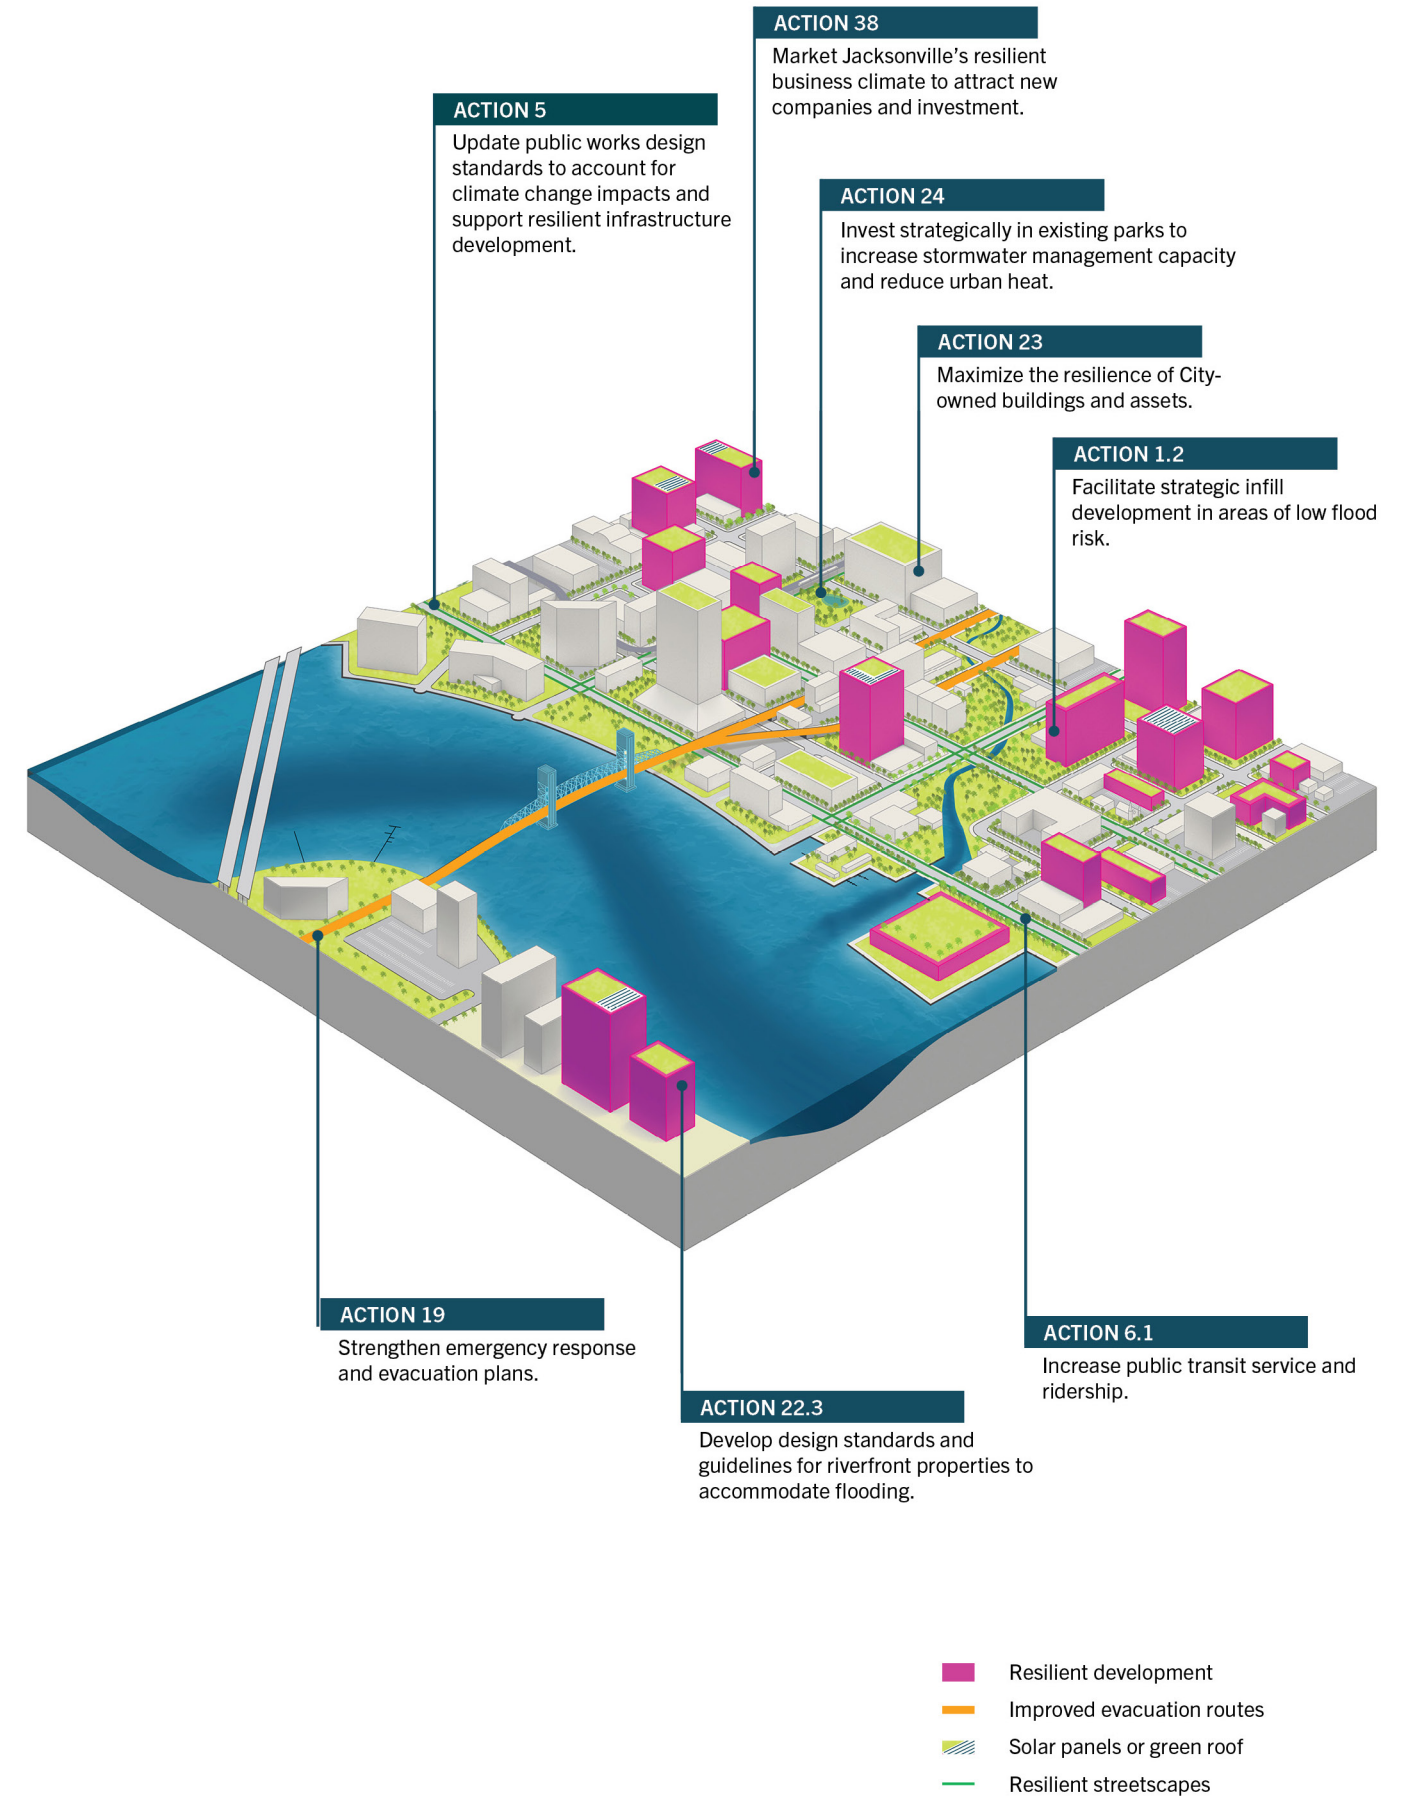 ACTION 38
Market Jacksonville’s resilient
business climate to attract new
companies and investment.
ACTION 5
Update public works design
standards to account for
climate change impacts and
support resilient infrastructure
development.
ACTION 24
Invest strategically in existing parks to
increase stormwater management capacity
and reduce urban heat.
ACTION 23
Maximize the resilience of City-
owned buildings and assets.
ACTION 1.2
Facilitate strategic infill
development in areas of low flood
risk.
ACTION 19
Strengthen emergency response
and evacuation plans.
ACTION 6.1
Increase public transit service and
ridership.
ACTION 22.3
Develop design standards and
guidelines for riverfront properties to
accommodate flooding.
Resilient development
Improved evacuation routes
Solar panels or green roof
Resilient streetscapes